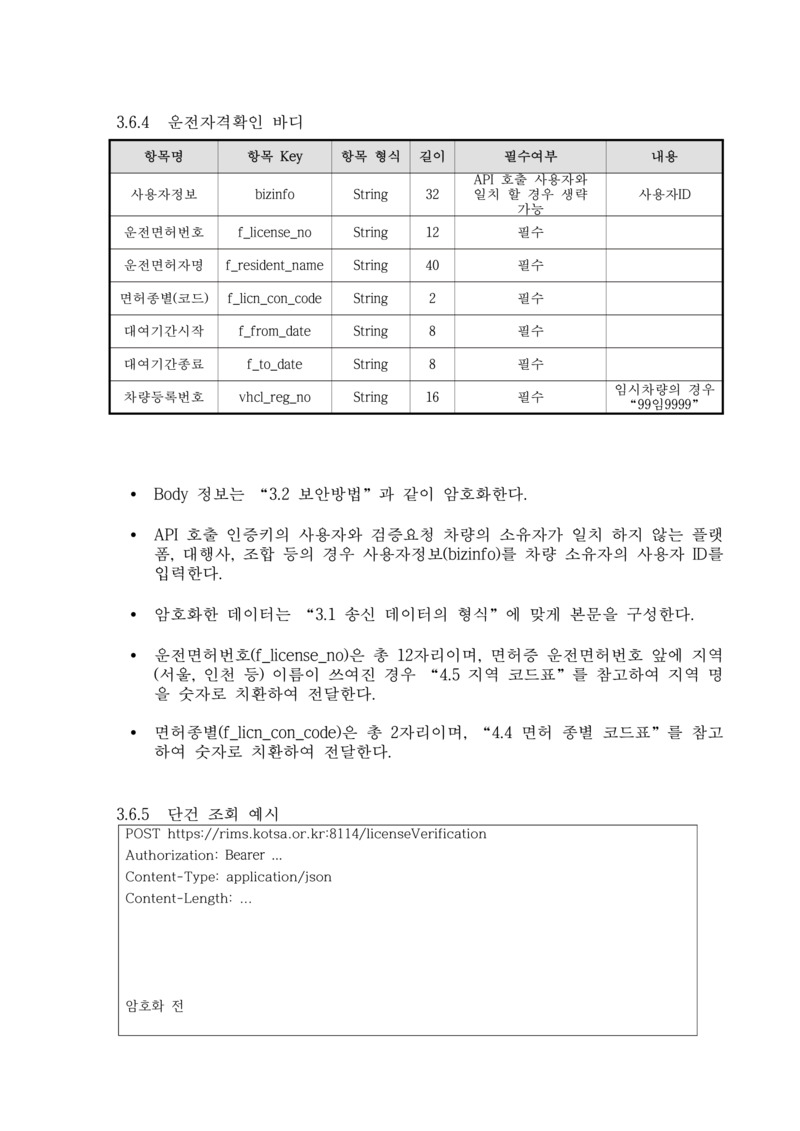 3.6.4 운전자격확인 바디
항목명 항목 Key 항목 형식 길이 필수여부 내용
사용자정보 bizinfo String 32 API 호출 사용자와 일치 할 경우 생략 가능 사용자ID
운전면허번호 f_license_no String 12 필수
운전면허자명 f_resident_name String 40 필수
면허종별(코드) f_licn_con_code String 2 필수
대여기간시작 f_from_date String 8 필수
대여기간종료 f_to_date String 8 필수
차량등록번호 vhcl_reg_no String 16 필수 임시차량의 경우 “99임9999”
• Body 정보는 “3.2 보안방법”과 같이 암호화한다.
• API 호출 인증키의 사용자와 검증요청 차량의 소유자가 일치 하지 않는 플랫
폼, 대행사, 조합 등의 경우 사용자정보(bizinfo)를 차량 소유자의 사용자 ID를
입력한다.
• 암호화한 데이터는 “3.1 송신 데이터의 형식”에 맞게 본문을 구성한다.
• 운전면허번호(f_license_no)은 총 12자리이며, 면허증 운전면허번호 앞에 지역
(서울, 인천 등) 이름이 쓰여진 경우 “4.5 지역 코드표”를 참고하여 지역 명
을 숫자로 치환하여 전달한다.
• 면허종별(f_licn_con_code)은 총 2자리이며, “4.4 면허 종별 코드표”를 참고
하여 숫자로 치환하여 전달한다.
3.6.5 단건 조회 예시
POST https://rims.kotsa.or.kr:8114/licenseVerification
Authorization: Bearer ...
Content-Type: application/json
Content-Length: ...
암호화 전